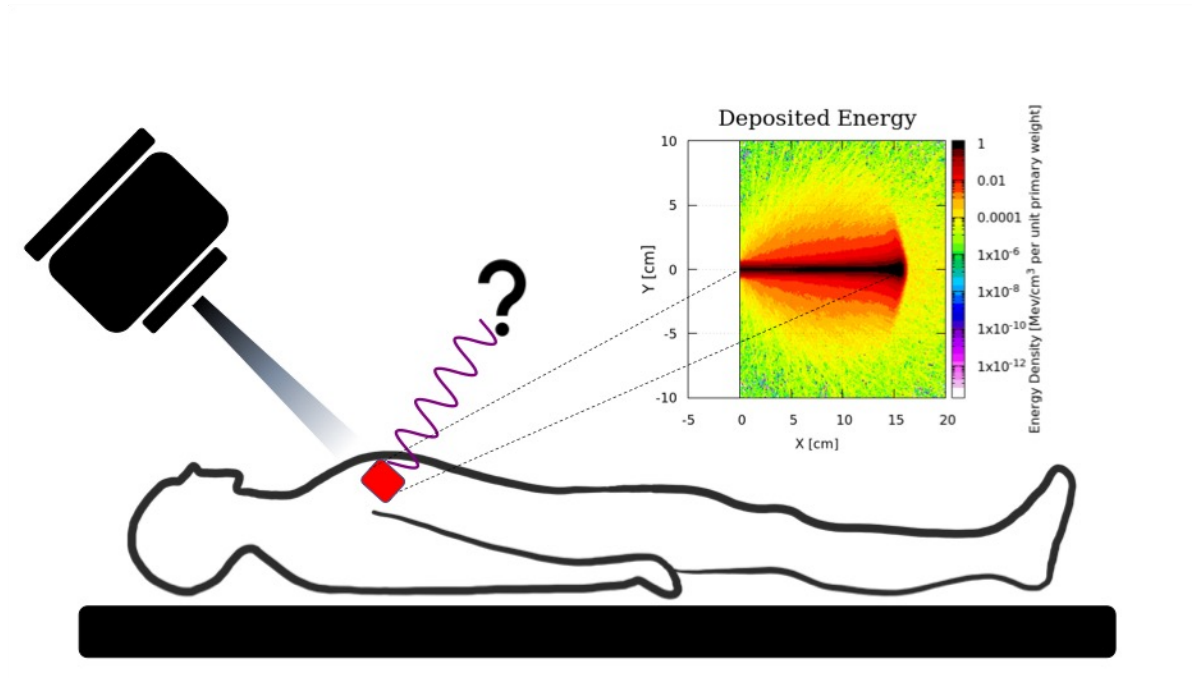 ?
Deposited Energy
10
5
0
-5
-10
Y [cm]
-5 0 5 10 15 20
X [cm]
1
0.01
0.0001
1x10⁻⁶
1x10⁻⁸
1x10⁻¹⁰
1x10⁻¹²
Energy Density [Mev/cm³ per unit primary weight]